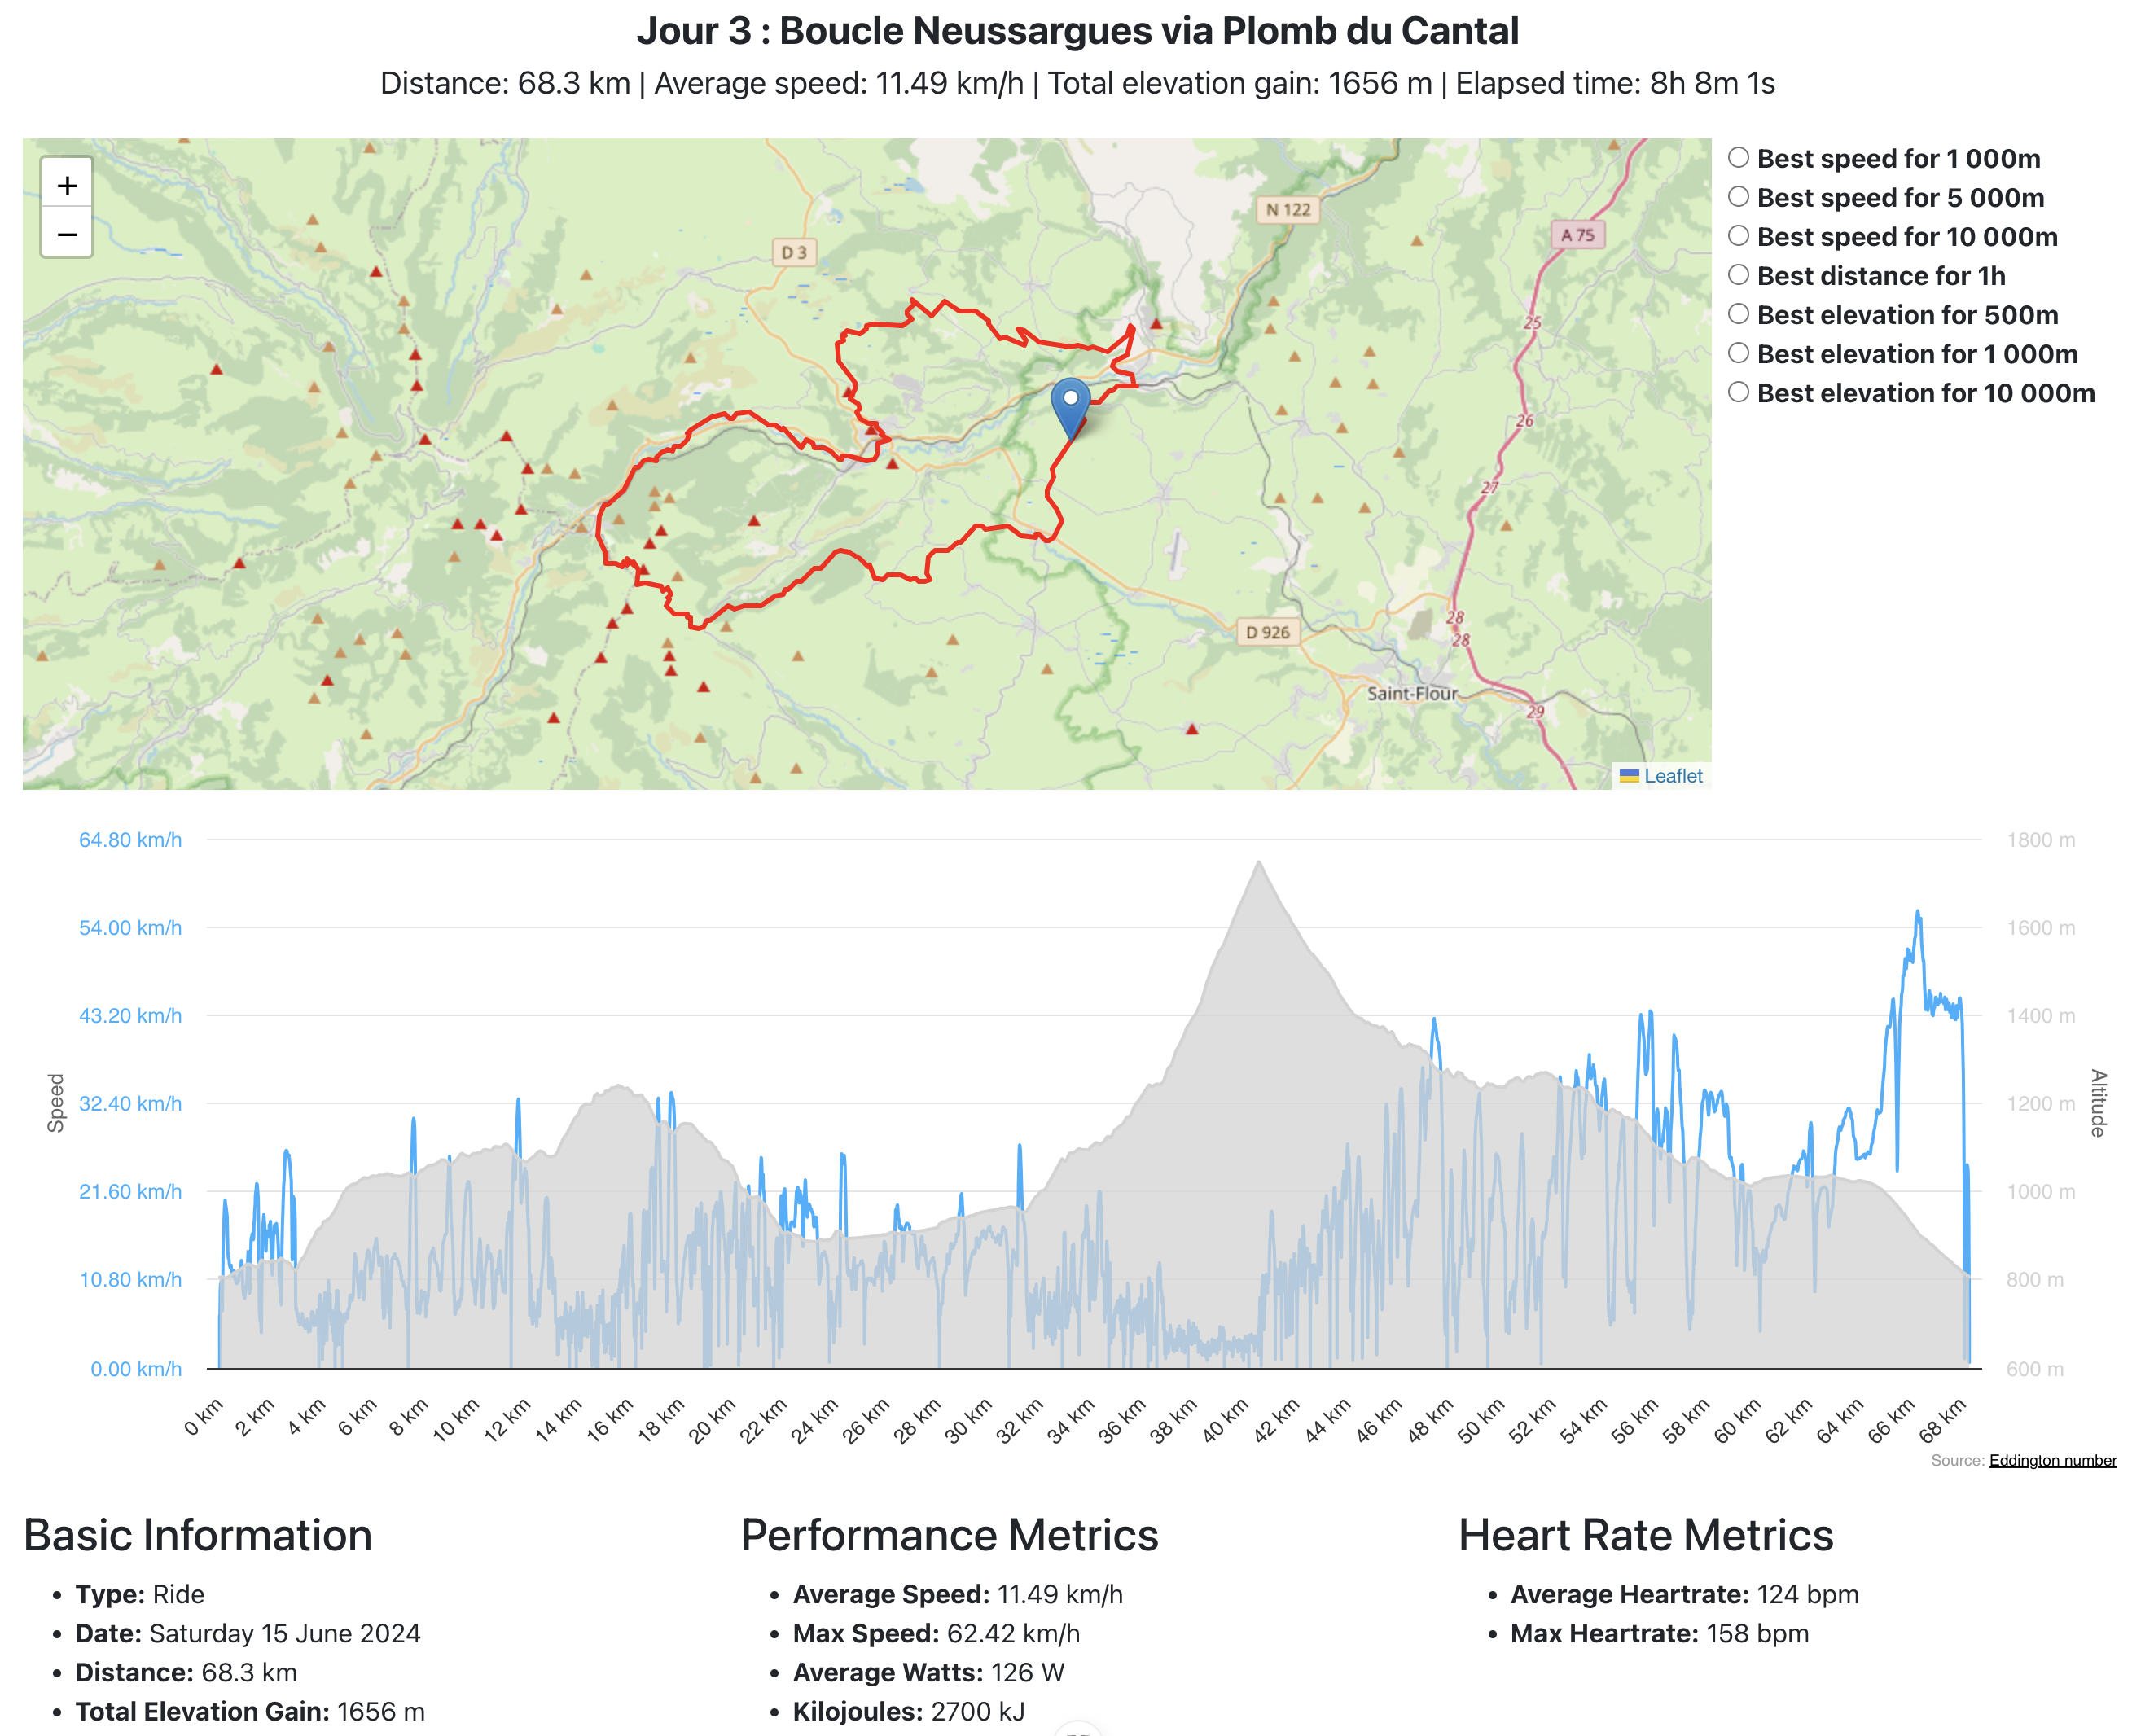 Jour 3 : Boucle Neussargues via Plomb du Cantal
Distance: 68.3 km | Average speed: 11.49 km/h | Total elevation gain: 1656 m | Elapsed time: 8h 8m 1s
+
−
D 3
N 122
A 75
25
26
27
28
28
D 926
Saint-Flour
29
Leaflet
Best speed for 1 000m
Best speed for 5 000m
Best speed for 10 000m
Best distance for 1h
Best elevation for 500m
Best elevation for 1 000m
Best elevation for 10 000m
64.80 km/h
54.00 km/h
43.20 km/h
32.40 km/h
21.60 km/h
10.80 km/h
0.00 km/h
Speed
1800 m
1600 m
1400 m
1200 m
1000 m
800 m
600 m
Altitude
0 km
2 km
4 km
6 km
8 km
10 km
12 km
14 km
16 km
18 km
20 km
22 km
24 km
26 km
28 km
30 km
32 km
34 km
36 km
38 km
40 km
42 km
44 km
46 km
48 km
50 km
52 km
54 km
56 km
58 km
60 km
62 km
64 km
66 km
68 km
Source: Eddington number
Basic Information
• Type: Ride
• Date: Saturday 15 June 2024
• Distance: 68.3 km
• Total Elevation Gain: 1656 m
Performance Metrics
• Average Speed: 11.49 km/h
• Max Speed: 62.42 km/h
• Average Watts: 126 W
• Kilojoules: 2700 kJ
Heart Rate Metrics
• Average Heartrate: 124 bpm
• Max Heartrate: 158 bpm